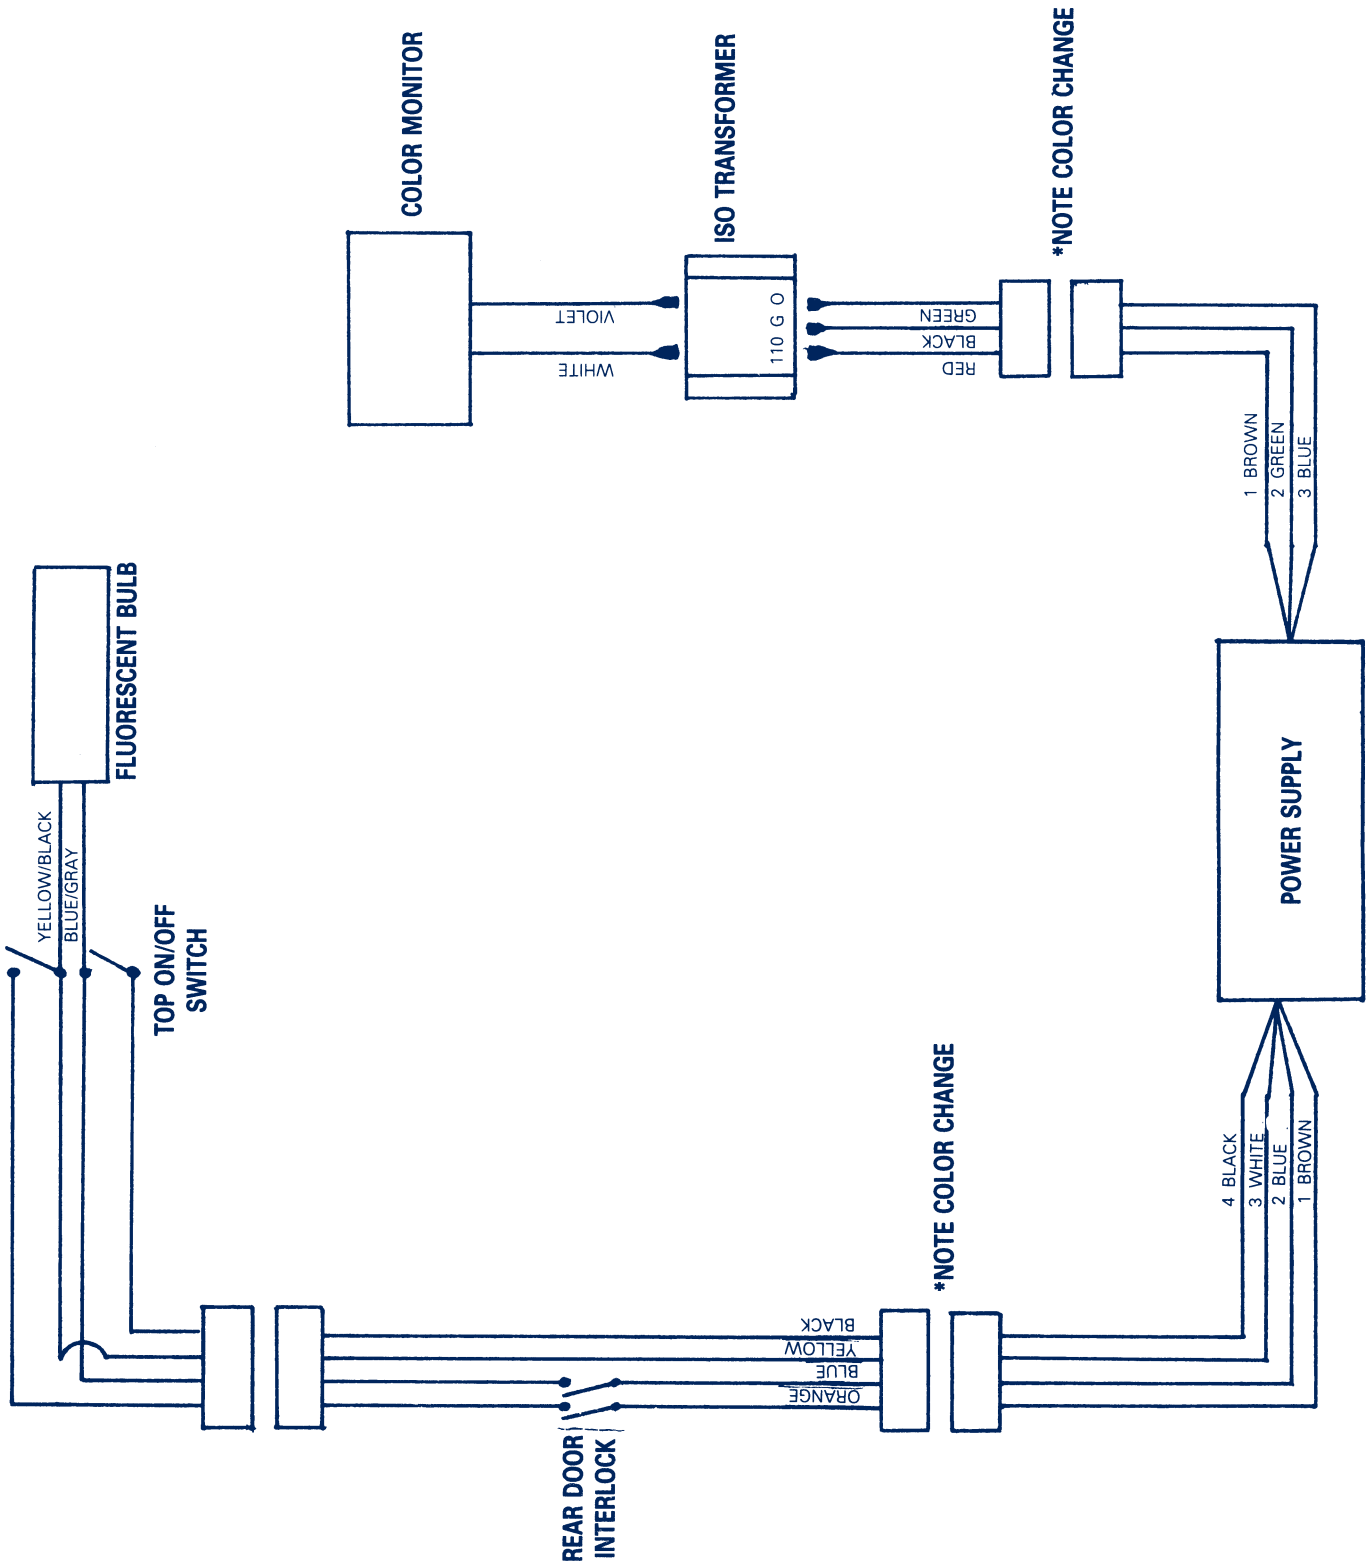 COLOR MONITOR
ISO TRANSFORMER
*NOTE COLOR CHANGE
VIOLET
WHITE
110 G O
GREEN
BLACK
RED
1 BROWN
2 GREEN
3 BLUE
FLUORESCENT BULB
YELLOW/BLACK
BLUE/GRAY
TOP ON/OFF
SWITCH
POWER SUPPLY
*NOTE COLOR CHANGE
4 BLACK
3 WHITE
2 BLUE
1 BROWN
BLACK
YELLOW
BLUE
ORANGE
REAR DOOR
INTERLOCK